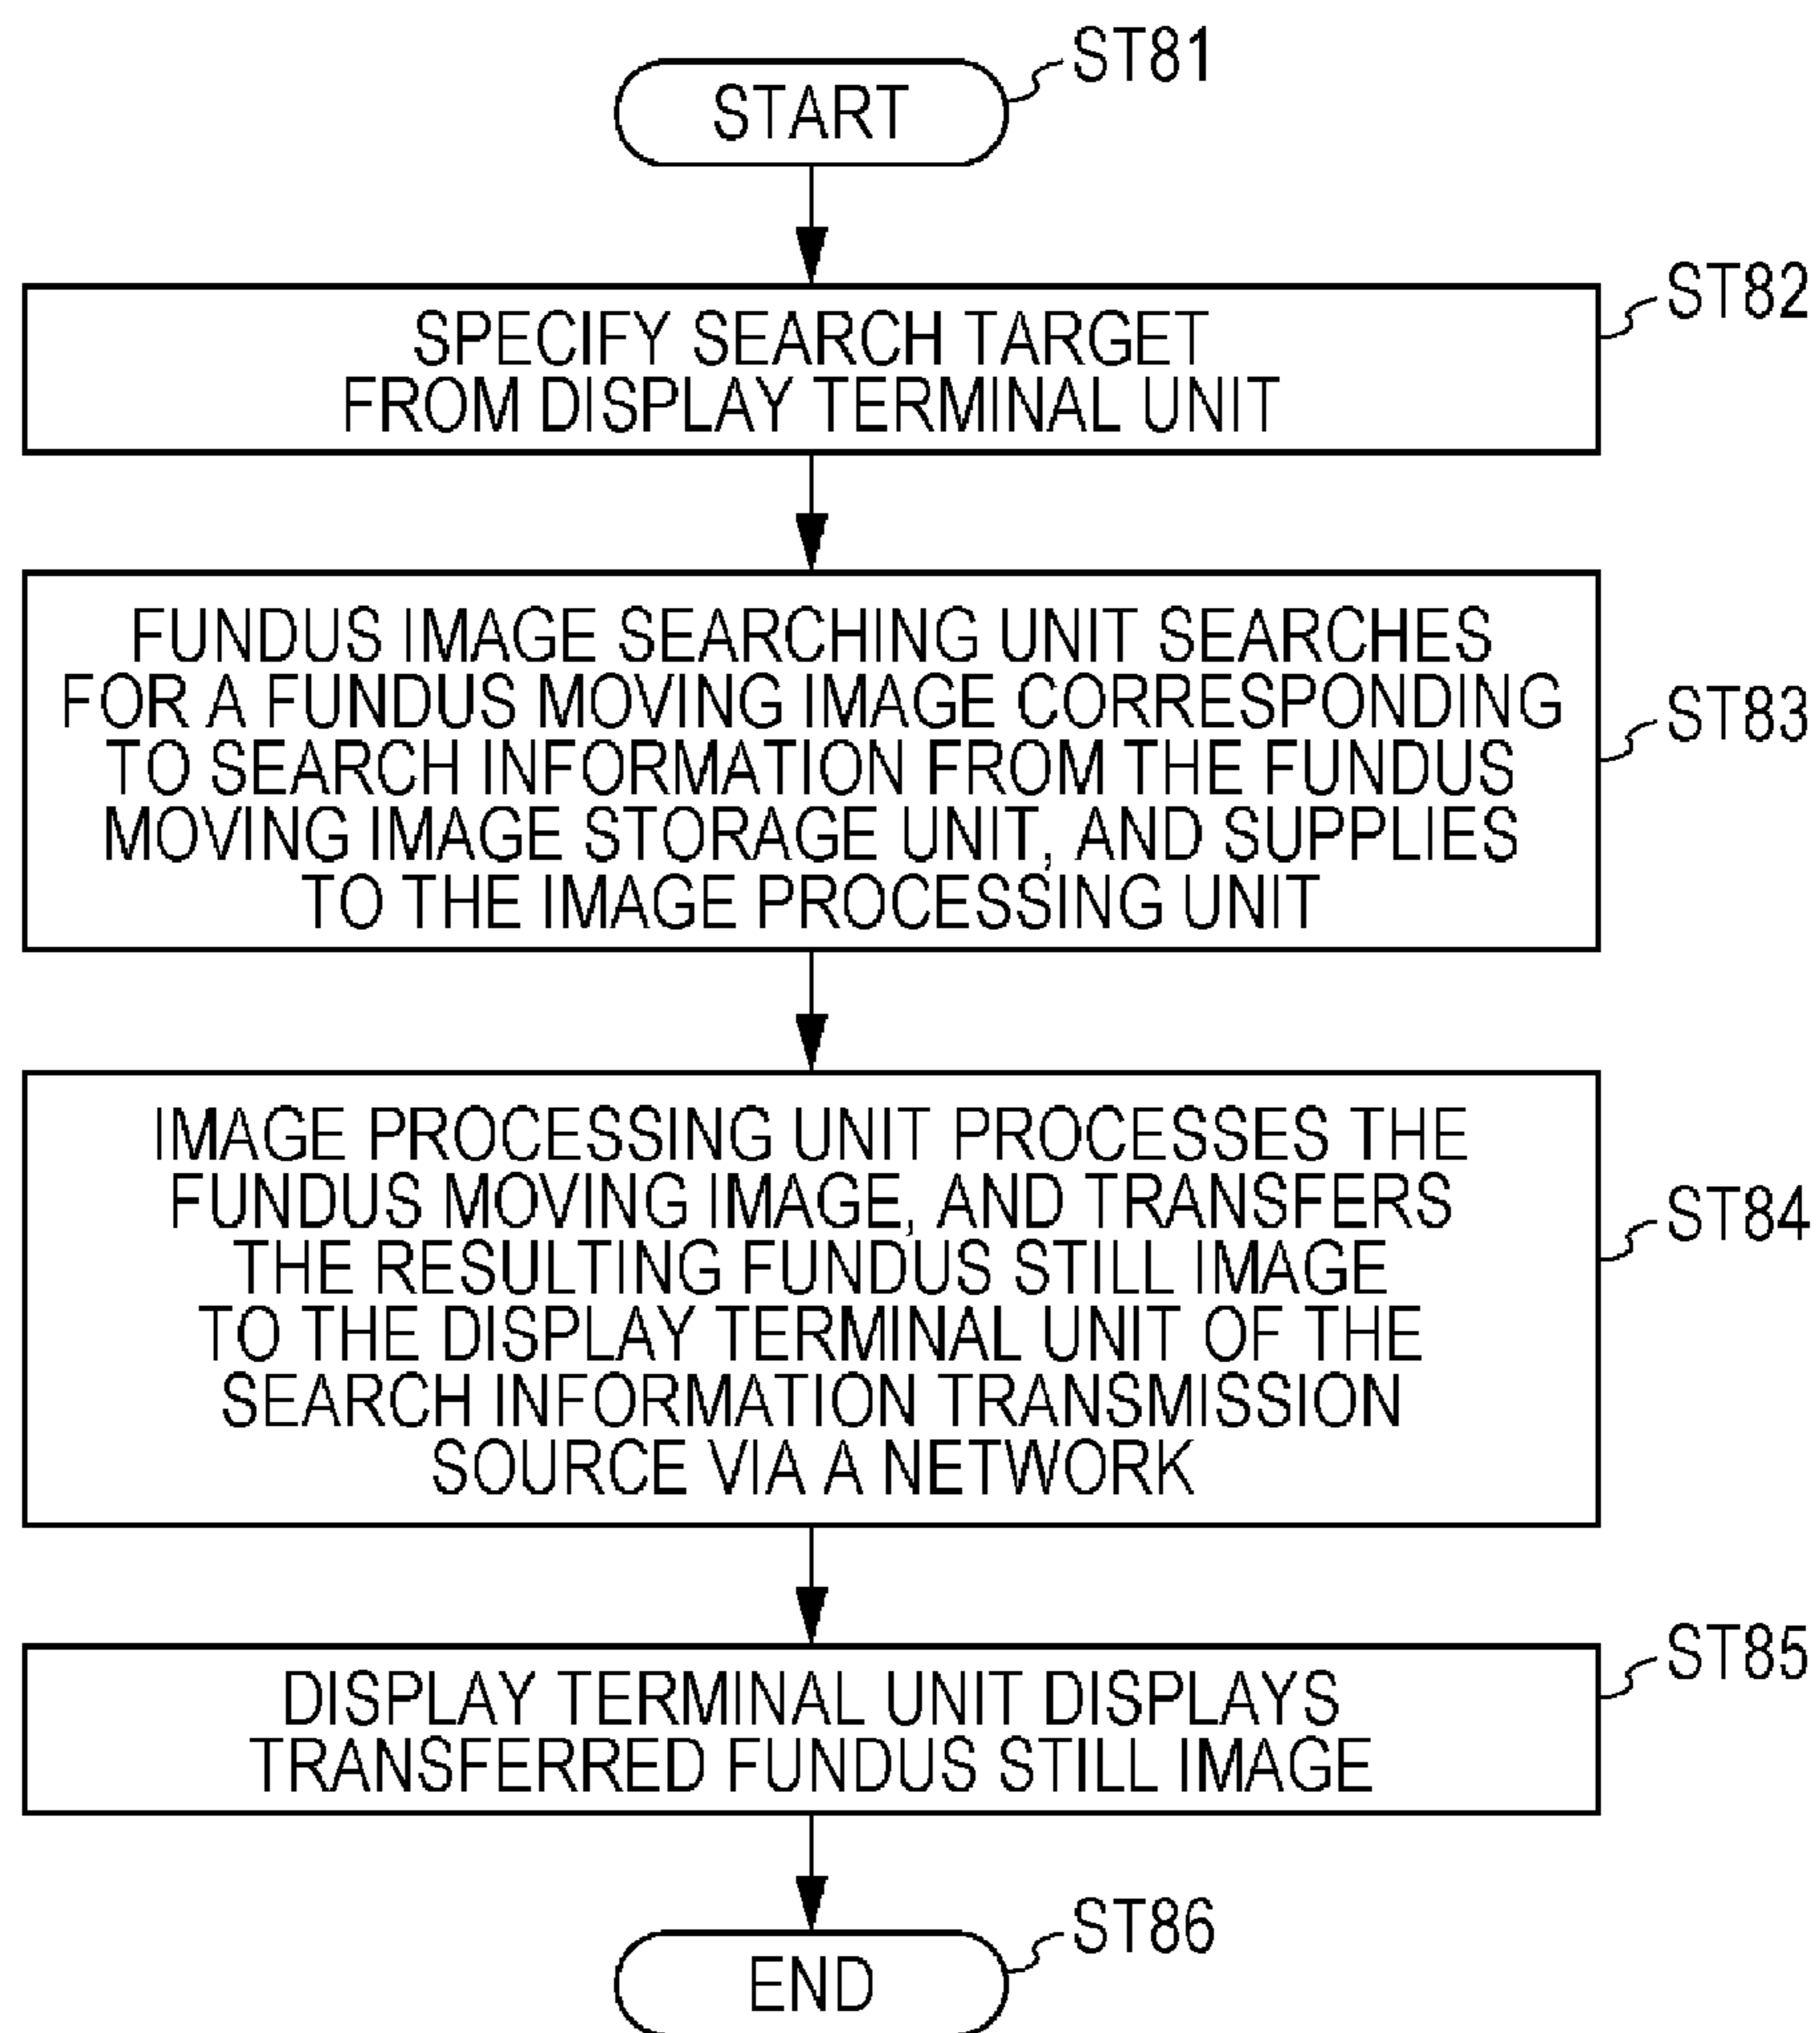 START
ST81
SPECIFY SEARCH TARGET
FROM DISPLAY TERMINAL UNIT
ST82
FUNDUS IMAGE SEARCHING UNIT SEARCHES
FOR A FUNDUS MOVING IMAGE CORRESPONDING
TO SEARCH INFORMATION FROM THE FUNDUS
MOVING IMAGE STORAGE UNIT, AND SUPPLIES
TO THE IMAGE PROCESSING UNIT
ST83
IMAGE PROCESSING UNIT PROCESSES THE
FUNDUS MOVING IMAGE, AND TRANSFERS
THE RESULTING FUNDUS STILL IMAGE
TO THE DISPLAY TERMINAL UNIT OF THE
SEARCH INFORMATION TRANSMISSION
SOURCE VIA A NETWORK
ST84
DISPLAY TERMINAL UNIT DISPLAYS
TRANSFERRED FUNDUS STILL IMAGE
ST85
END
ST86